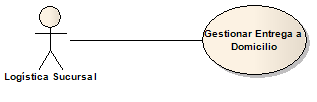 Gestionar Entrega a
Domicilio
Logística Sucursal